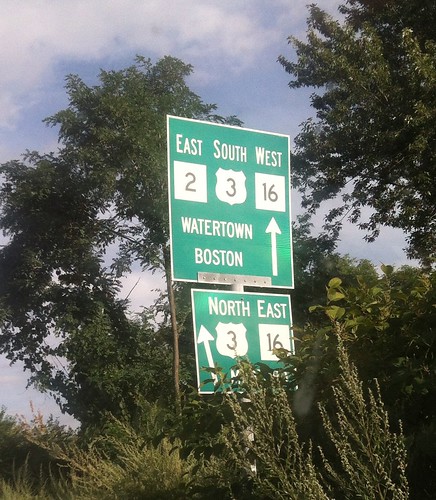 EAST SOUTH WEST
2 3 16
WATERTOWN
BOSTON
NORTH EAST
3 16